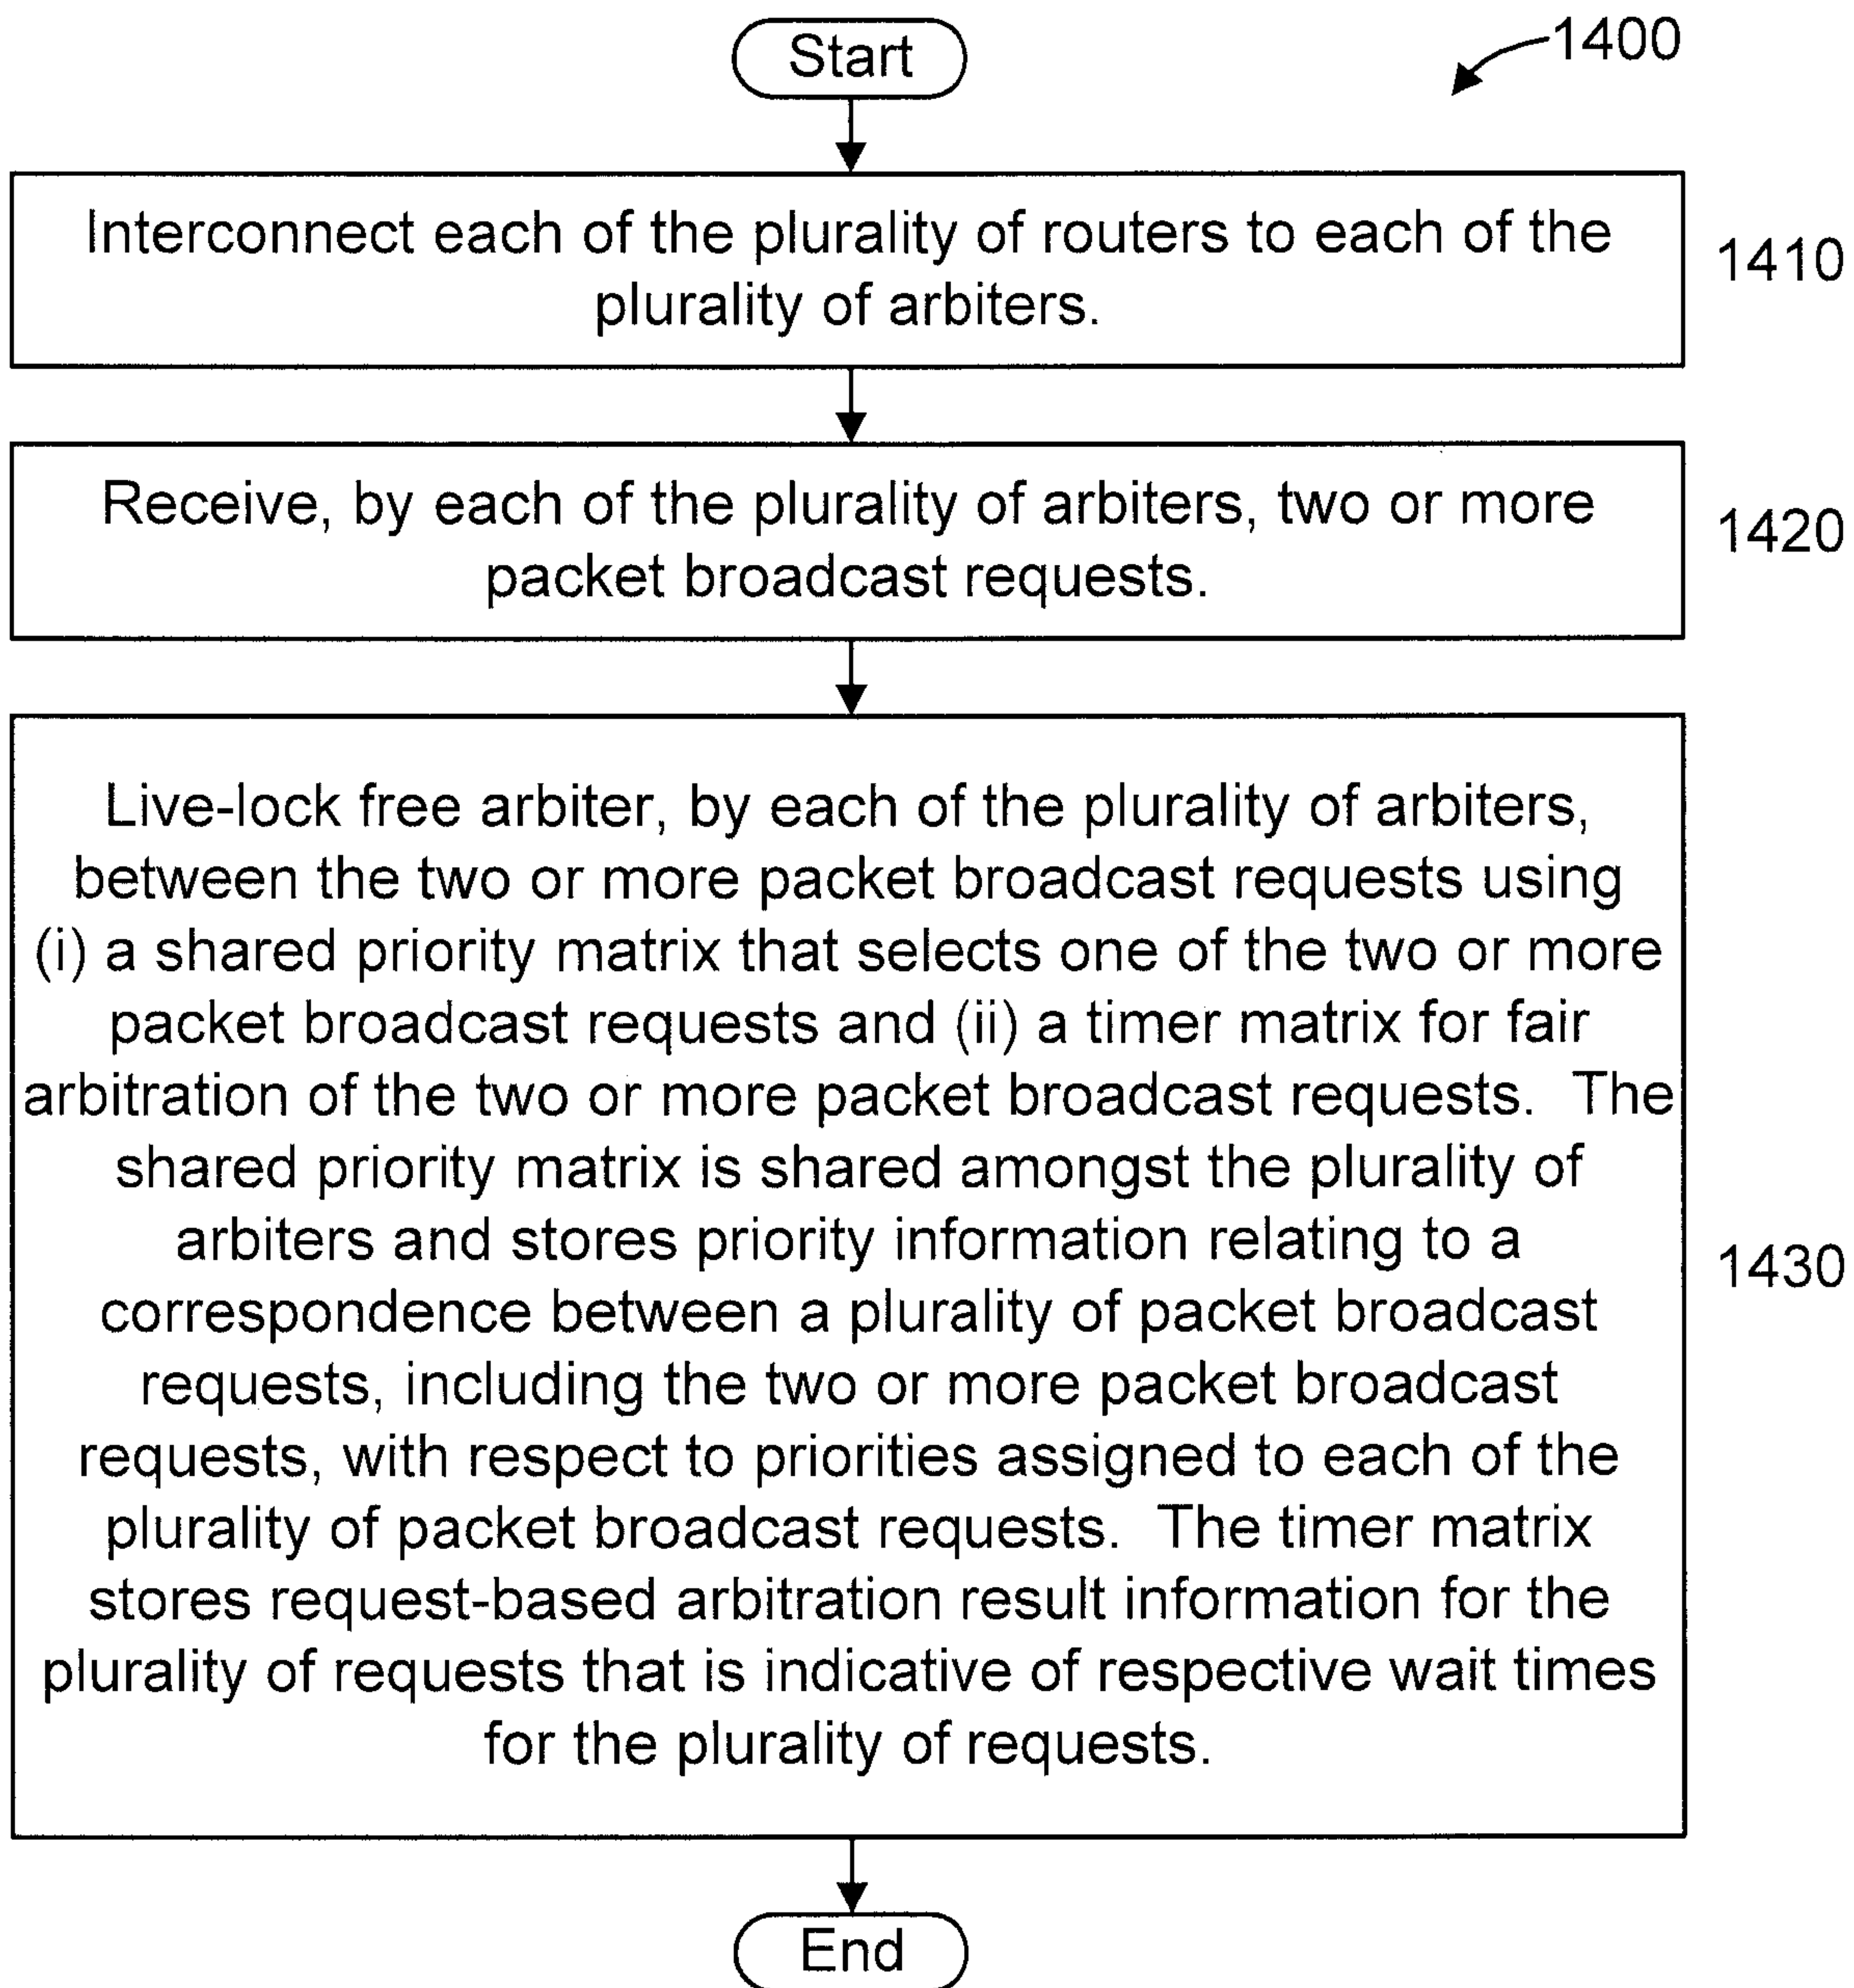 Start
1400
Interconnect each of the plurality of routers to each of the
plurality of arbiters.
1410
Receive, by each of the plurality of arbiters, two or more
packet broadcast requests.
1420
Live-lock free arbiter, by each of the plurality of arbiters,
between the two or more packet broadcast requests using
(i) a shared priority matrix that selects one of the two or more
packet broadcast requests and (ii) a timer matrix for fair
arbitration of the two or more packet broadcast requests. The
shared priority matrix is shared amongst the plurality of
arbiters and stores priority information relating to a
correspondence between a plurality of packet broadcast
requests, including the two or more packet broadcast
requests, with respect to priorities assigned to each of the
plurality of packet broadcast requests. The timer matrix
stores request-based arbitration result information for the
plurality of requests that is indicative of respective wait times
for the plurality of requests.
1430
End